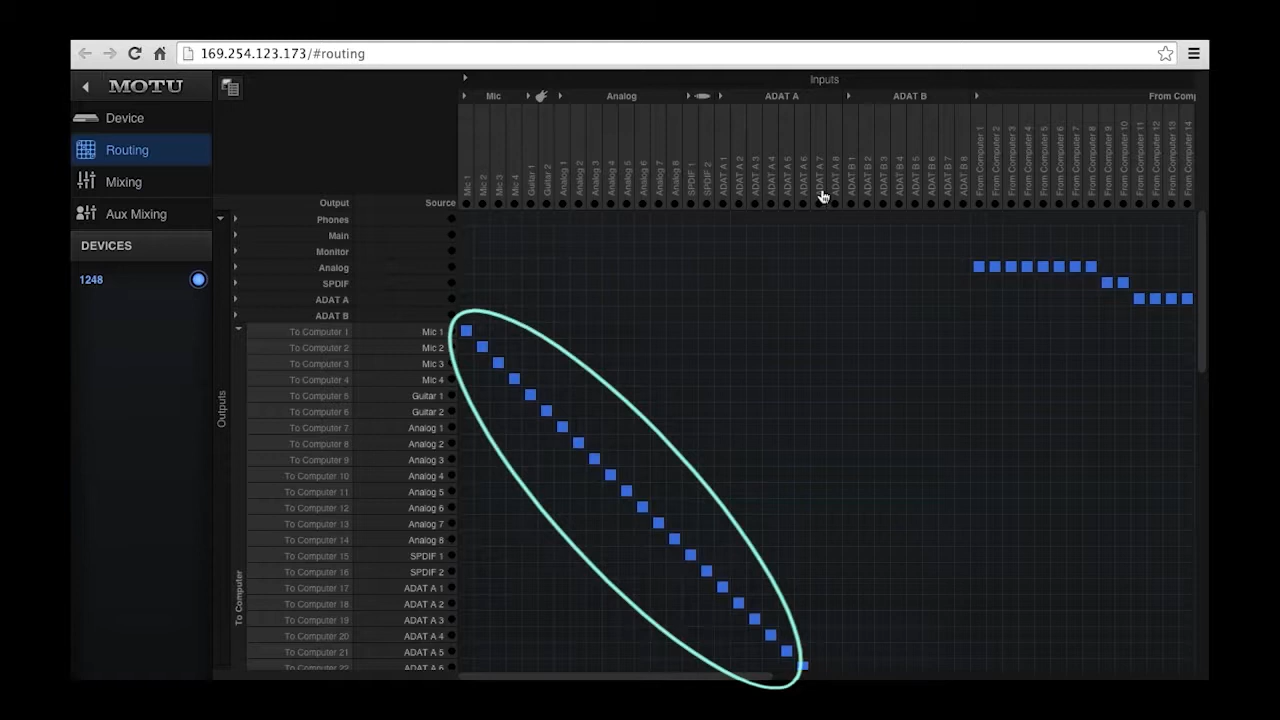 169.254.123.173/#routing
MOTU
Inputs
Device
Mic
Analog
ADAT A
ADAT B
From Comp
Routing
Mixing
Aux Mixing
Mic 1
Mic 2
Mic 3
Mic 4
Guitar 1
Guitar 2
Analog 1
Analog 2
Analog 3
Analog 4
Analog 5
Analog 6
Analog 7
Analog 8
SPDIF 1
SPDIF 2
ADAT A 1
ADAT A 2
ADAT A 3
ADAT A 4
ADAT A 5
ADAT A 6
ADAT A 7
ADAT A 8
ADAT B 1
ADAT B 2
ADAT B 3
ADAT B 4
ADAT B 5
ADAT B 6
ADAT B 7
ADAT B 8
From Computer 1
From Computer 2
From Computer 3
From Computer 4
From Computer 5
From Computer 6
From Computer 7
From Computer 8
From Computer 9
From Computer 10
From Computer 11
From Computer 12
From Computer 13
From Computer 14
DEVICES
1248
Output Source
Phones
Main
Monitor
Analog
SPDIF
ADAT A
ADAT B
Outputs
To Computer
To Computer 1 Mic 1
To Computer 2 Mic 2
To Computer 3 Mic 3
To Computer 4 Mic 4
To Computer 5 Guitar 1
To Computer 6 Guitar 2
To Computer 7 Analog 1
To Computer 8 Analog 2
To Computer 9 Analog 3
To Computer 10 Analog 4
To Computer 11 Analog 5
To Computer 12 Analog 6
To Computer 13 Analog 7
To Computer 14 Analog 8
To Computer 15 SPDIF 1
To Computer 16 SPDIF 2
To Computer 17 ADAT A 1
To Computer 18 ADAT A 2
To Computer 19 ADAT A 3
To Computer 20 ADAT A 4
To Computer 21 ADAT A 5
To Computer 22 ADAT A 6